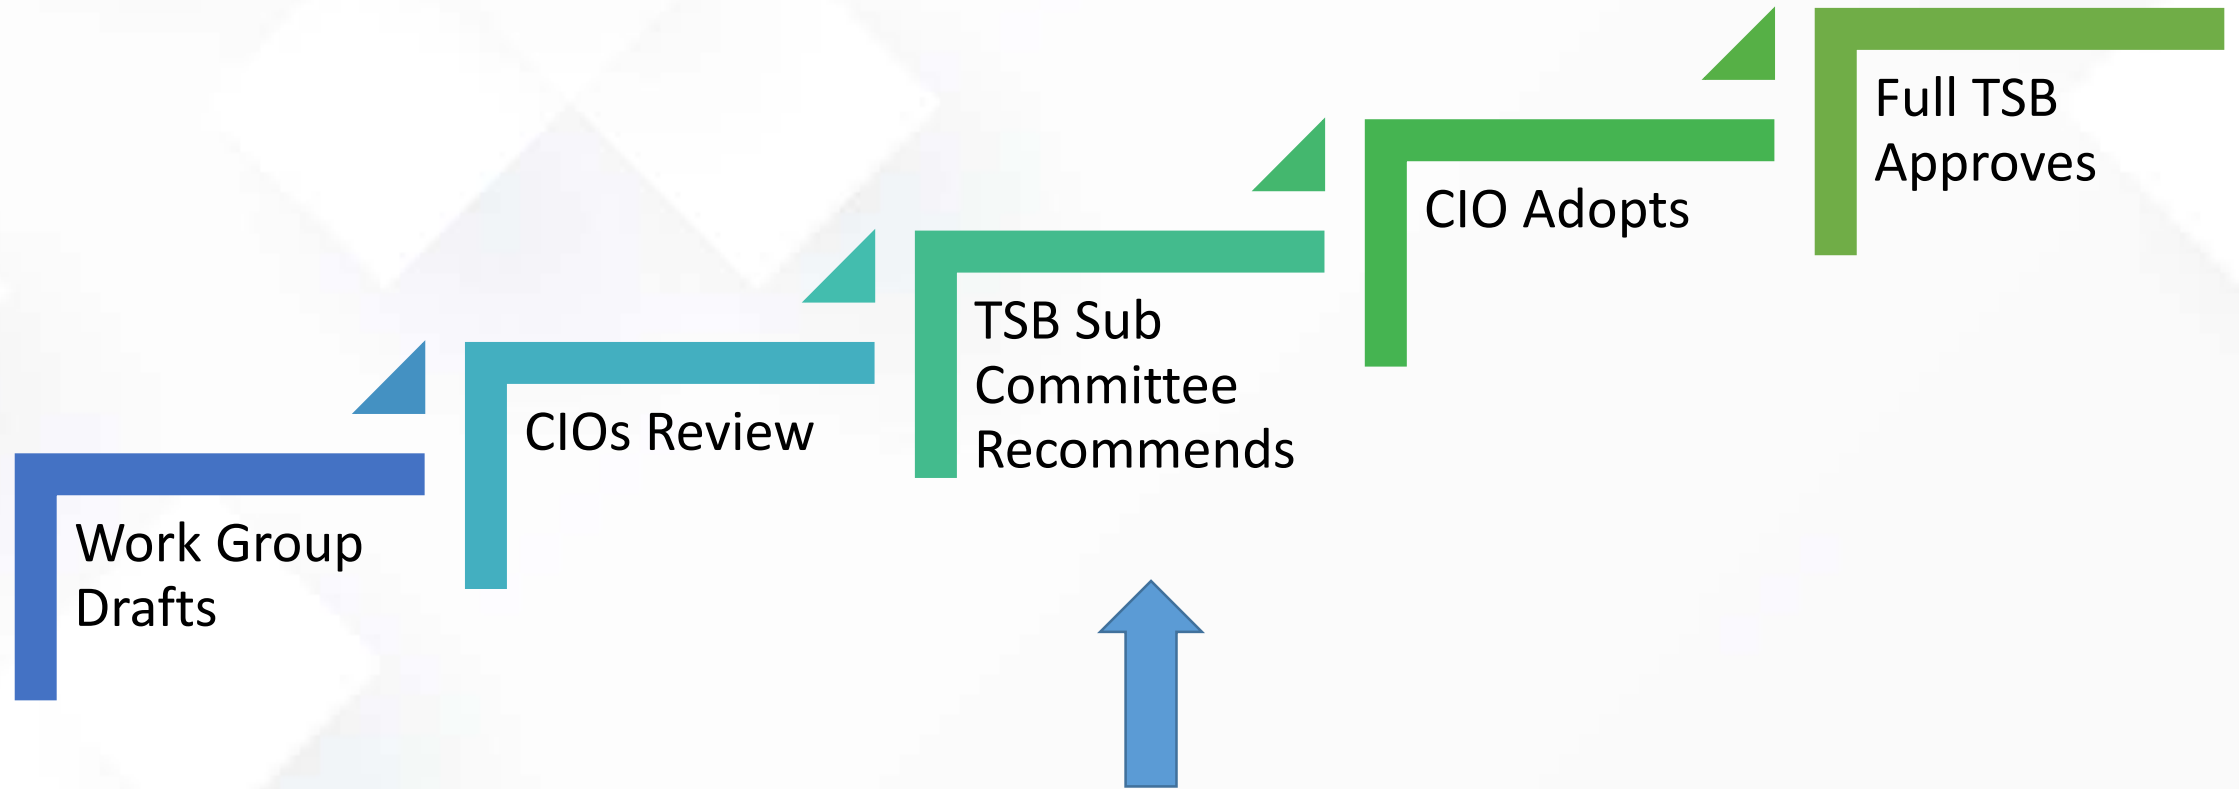 Work Group
Drafts
CIOs Review
TSB Sub
Committee
Recommends
CIO Adopts
Full TSB
Approves